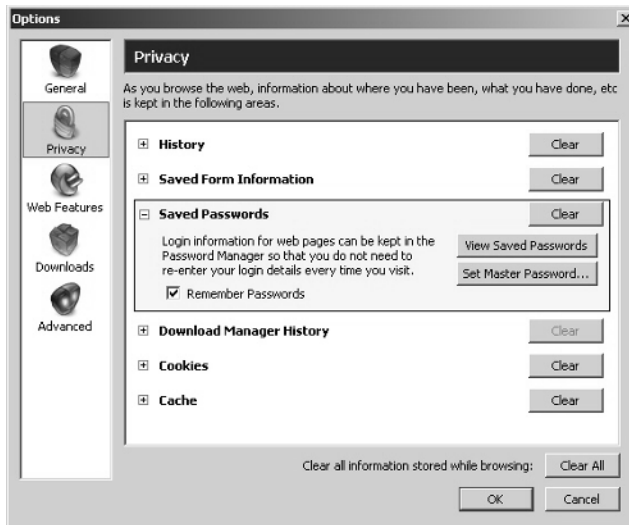 Options
General
Privacy
Web Features
Downloads
Advanced
Privacy
As you browse the web, information about where you have been, what you have done, etc
is kept in the following areas.
History Clear
Saved Form Information Clear
Saved Passwords Clear
Login information for web pages can be kept in the
Password Manager so that you do not need to
re-enter your login details every time you visit.
View Saved Passwords
Set Master Password...
Remember Passwords
Download Manager History Clear
Cookies Clear
Cache Clear
Clear all information stored while browsing: Clear All
OK Cancel